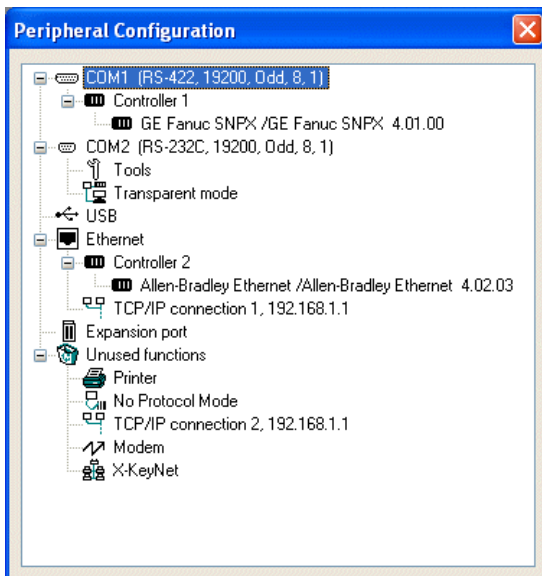 Peripheral Configuration
COM1 (RS-422, 19200, Odd, 8, 1)
Controller 1
GE Fanuc SNPX /GE Fanuc SNPX 4.01.00
COM2 (RS-232C, 19200, Odd, 8, 1)
Tools
Transparent mode
USB
Ethernet
Controller 2
Allen-Bradley Ethernet /Allen-Bradley Ethernet 4.02.03
TCP/IP connection 1, 192.168.1.1
Expansion port
Unused functions
Printer
No Protocol Mode
TCP/IP connection 2, 192.168.1.1
Modem
X-KeyNet